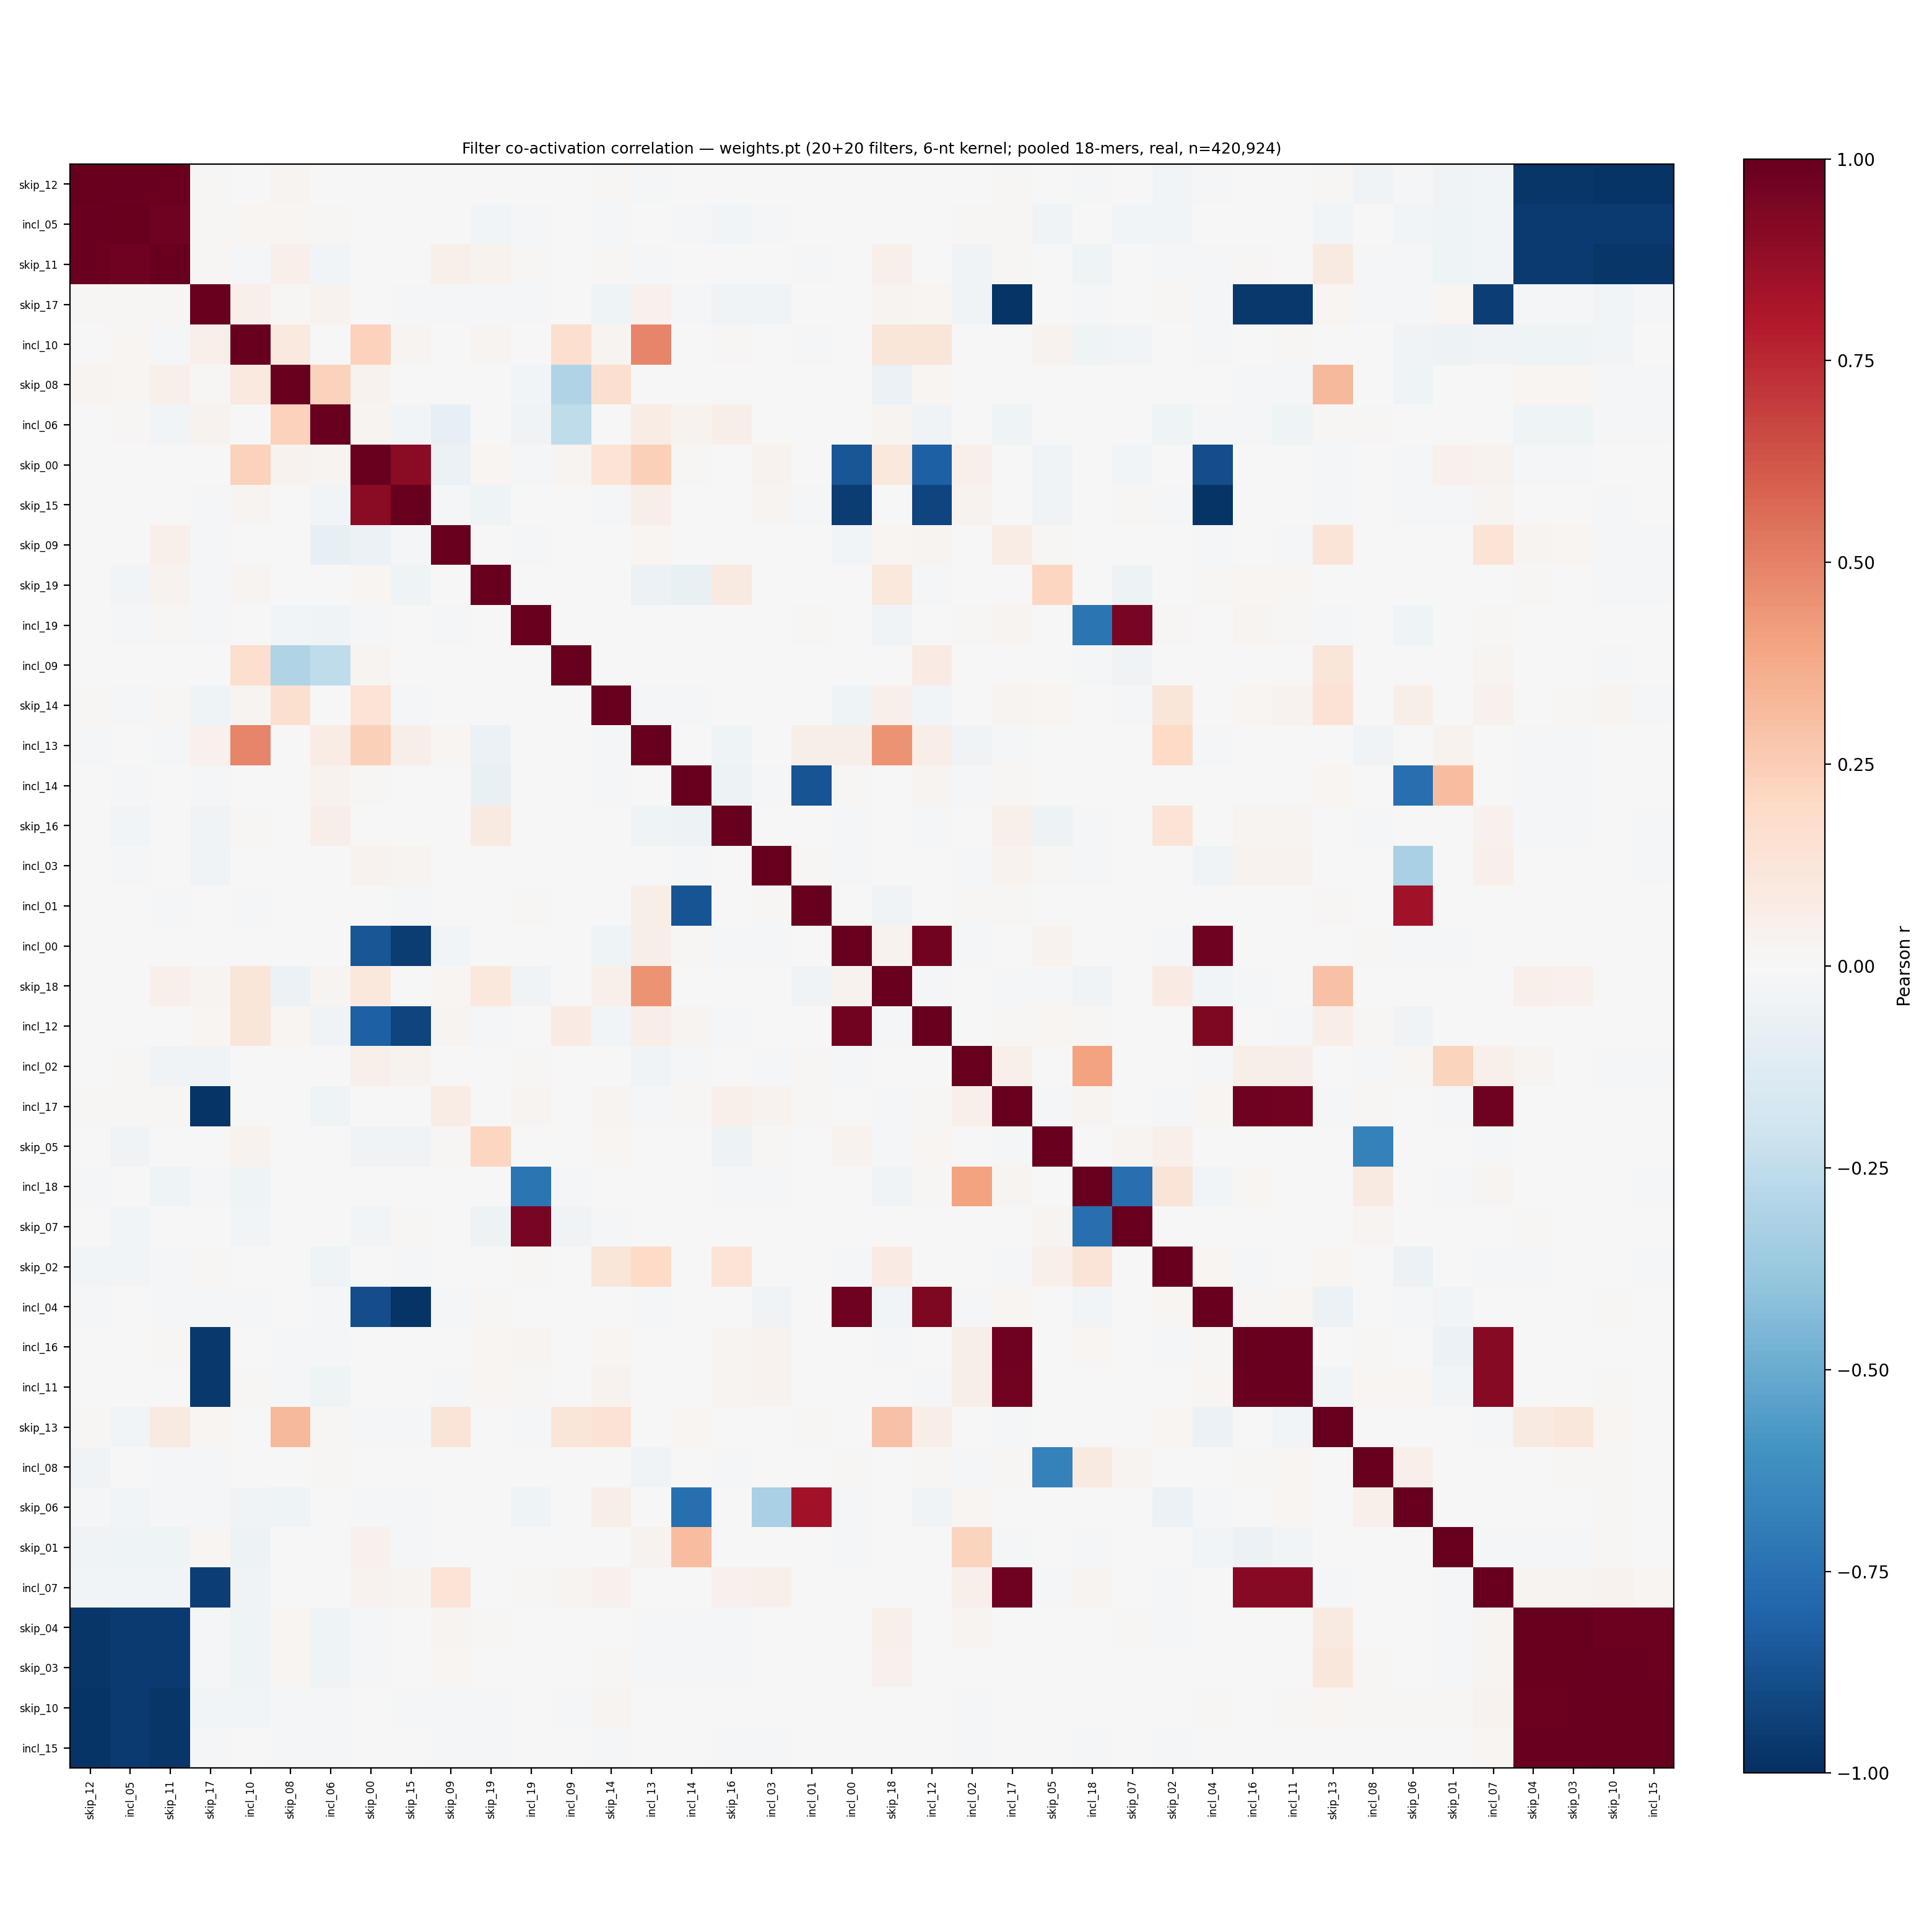 Filter co-activation correlation — weights.pt (20+20 filters, 6-nt kernel; pooled 18-mers, real, n=420,924)
skip_12
incl_05
skip_11
skip_17
incl_10
skip_08
incl_06
skip_00
skip_15
skip_09
skip_19
incl_19
incl_09
skip_14
incl_13
incl_14
skip_16
incl_03
incl_01
incl_00
skip_18
incl_12
incl_02
incl_17
skip_05
incl_18
skip_07
skip_02
incl_04
incl_16
incl_11
skip_13
incl_08
skip_06
skip_01
incl_07
skip_04
skip_03
skip_10
incl_15
skip_12 incl_05 skip_11 skip_17 incl_10 skip_08 incl_06 skip_00 skip_15 skip_09 skip_19 incl_19 incl_09 skip_14 incl_13 incl_14 skip_16 incl_03 incl_01 incl_00 skip_18 incl_12 incl_02 incl_17 skip_05 incl_18 skip_07 skip_02 incl_04 incl_16 incl_11 skip_13 incl_08 skip_06 skip_01 incl_07 skip_04 skip_03 skip_10 incl_15
1.00
0.75
0.50
0.25
0.00
−0.25
−0.50
−0.75
−1.00
Pearson r